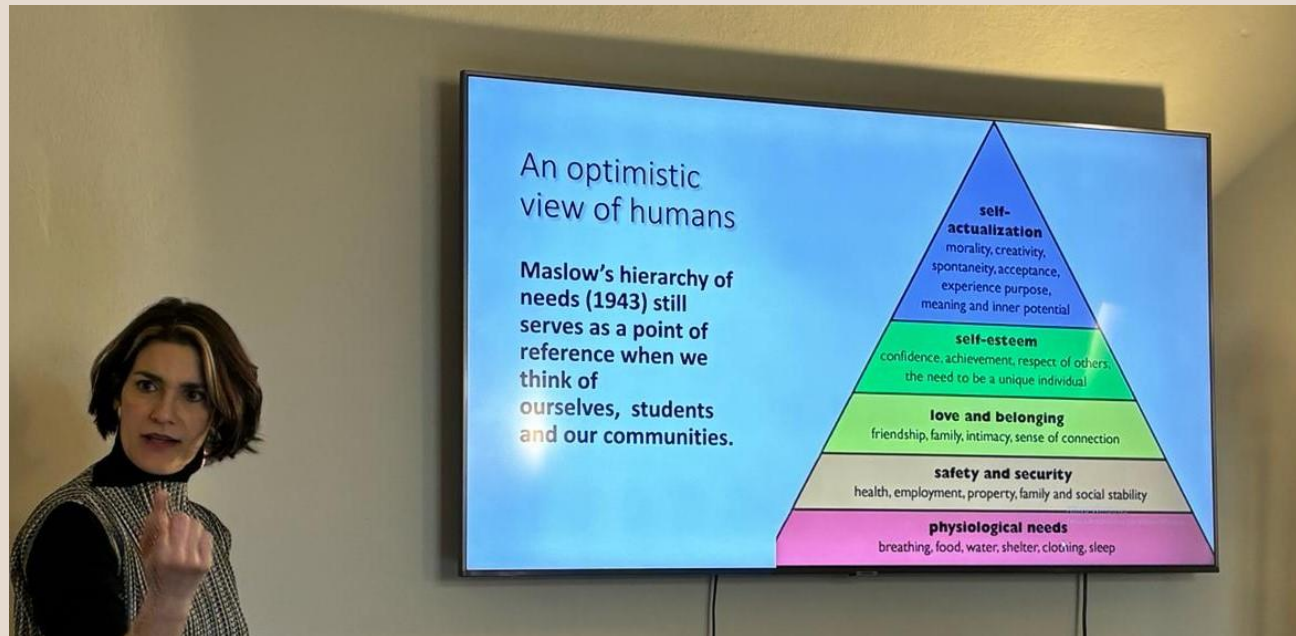 An optimistic
view of humans
Maslow's hierarchy of
needs (1943) still
serves as a point of
reference when we
think of
ourselves, students
and our communities.
self-
actualization
morality, creativity,
spontaneity, acceptance,
experience purpose,
meaning and inner potential
self-esteem
confidence, achievement, respect of others,
the need to be a unique individual
love and belonging
friendship, family, intimacy, sense of connection
safety and security
health, employment, property, family and social stability
physiological needs
breathing, food, water, shelter, clothing, sleep